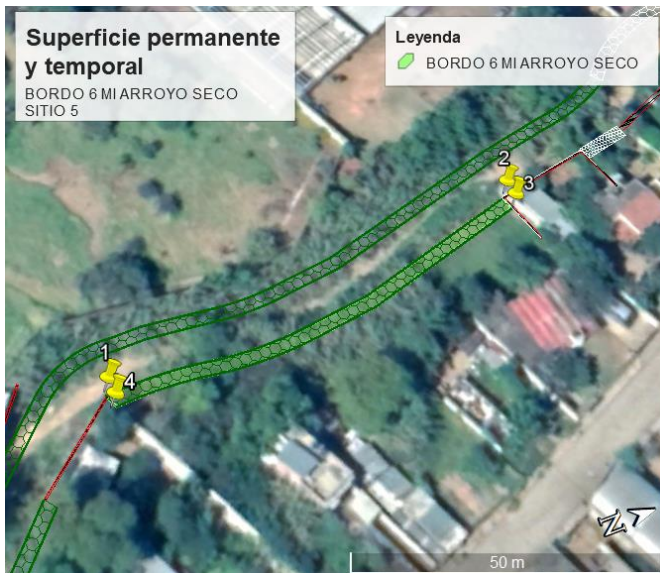 Superficie permanente
y temporal
BORDO 6 MI ARROYO SECO
SITIO 5
Leyenda
BORDO 6 MI ARROYO SECO
2
3
1
4
N
50 m